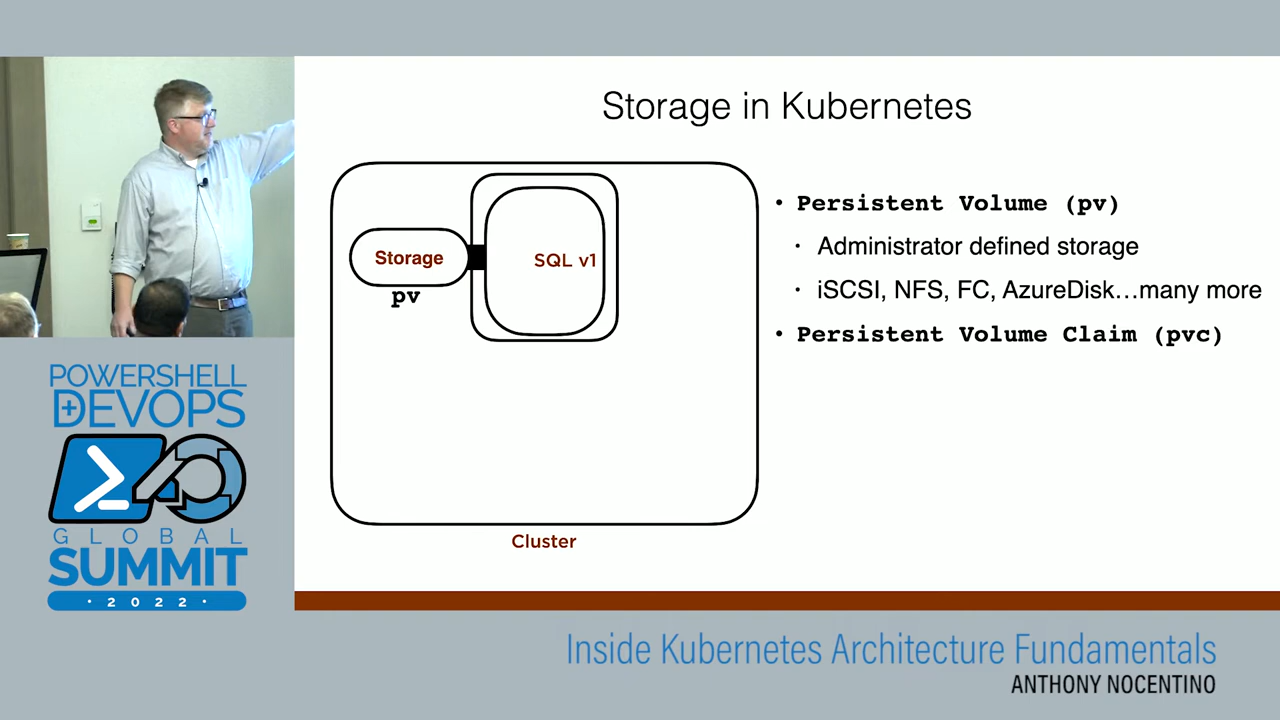 Storage in Kubernetes
Storage
pv
SQL v1
Cluster
• Persistent Volume (pv)
• Administrator defined storage
• iSCSI, NFS, FC, AzureDisk...many more
• Persistent Volume Claim (pvc)
POWERSHELL
+DEVOPS
GLOBAL
SUMMIT
· 2022 ·
Inside Kubernetes Architecture Fundamentals
ANTHONY NOCENTINO